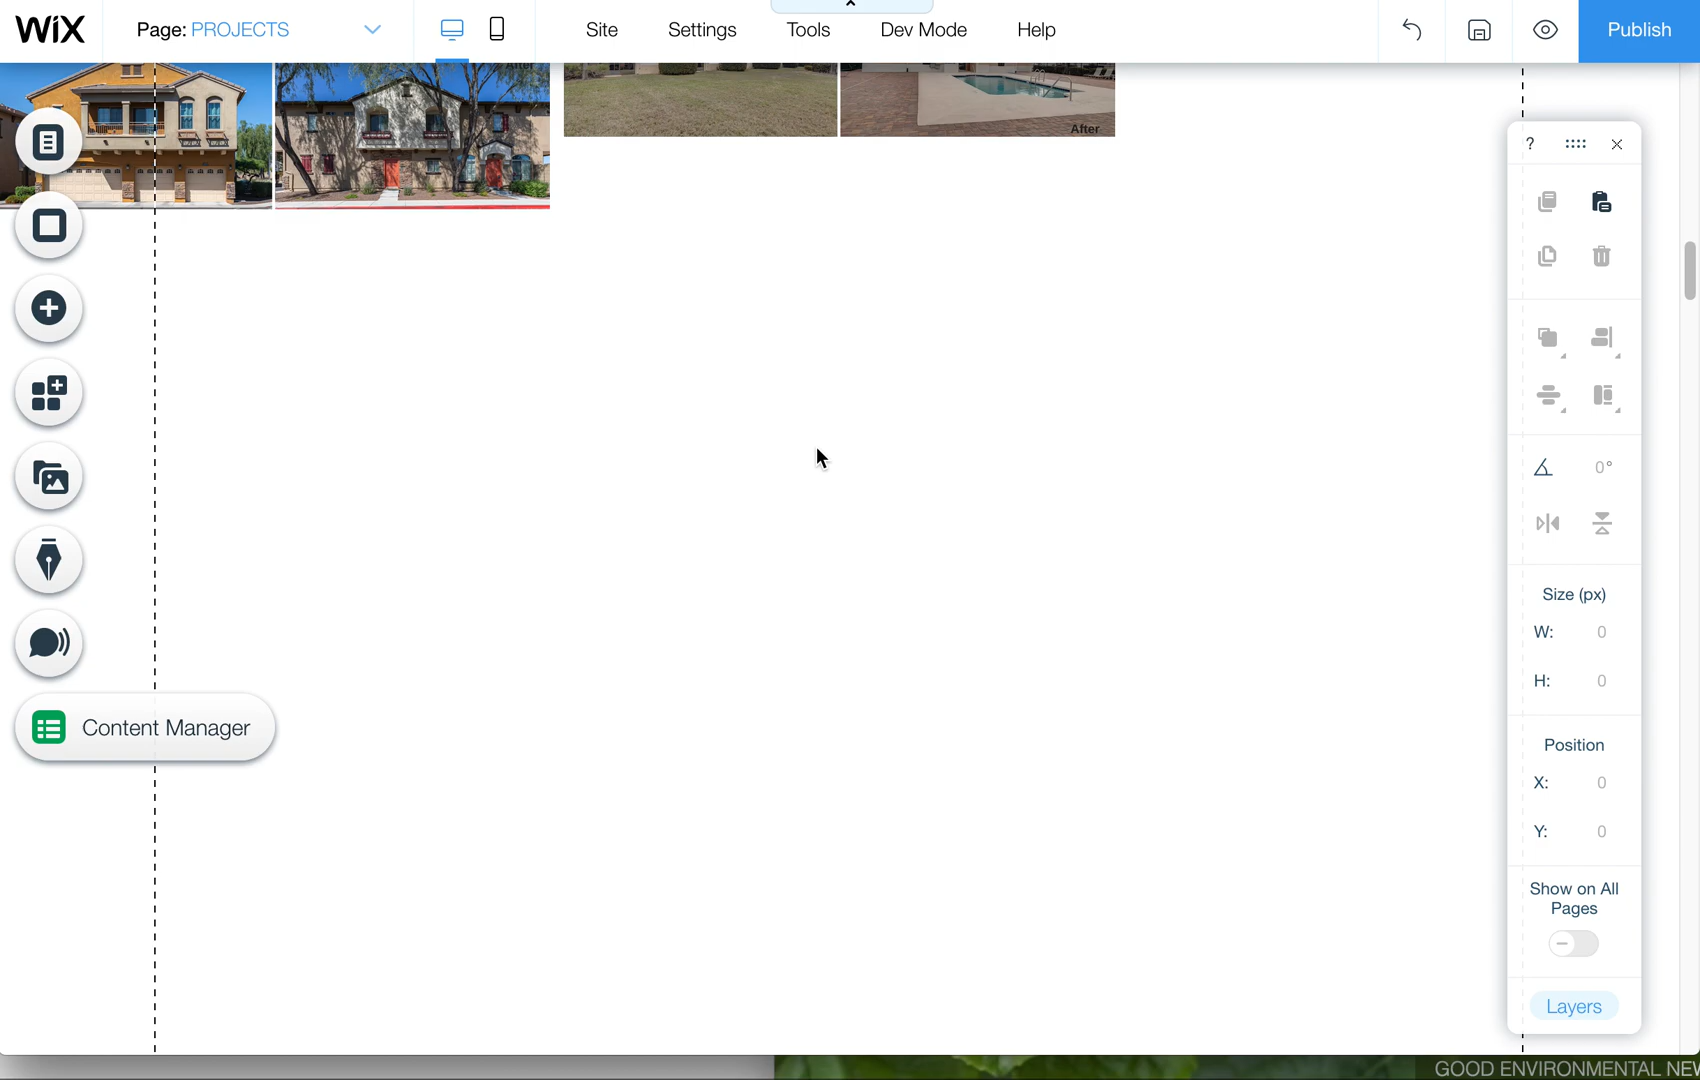 WiX Page: PROJECTS Site Settings Tools Dev Mode Help Publish
After
After
?
0°
Size (px)
W: 0
H: 0
Content Manager
Position
X: 0
Y: 0
Show on All
Pages
Layers
GOOD ENVIRONMENTAL NEV